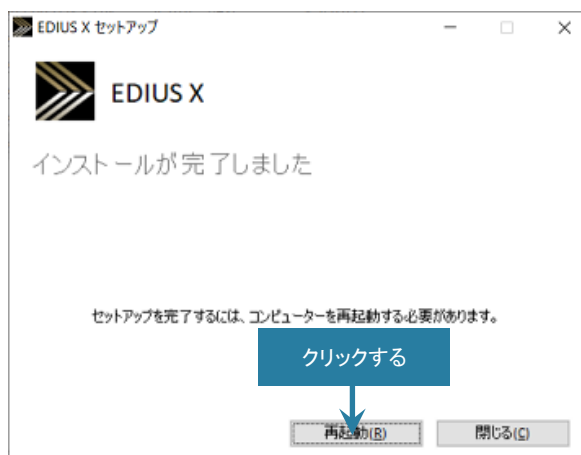 EDIUS X セットアップ
EDIUS X
インストールが完了しました
セットアップを完了するには、コンピューターを再起動する必要があります。
クリックする
再起動(R)
閉じる(C)